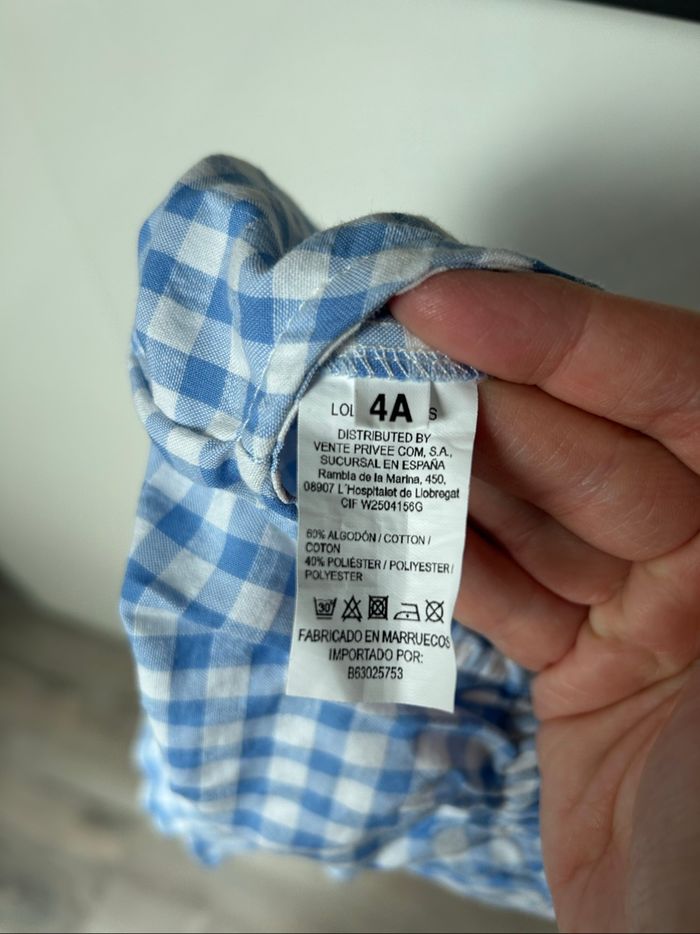 LOL 4A S
DISTRIBUTED BY
VENTE PRIVEE COM, S.A.,
SUCURSAL EN ESPAÑA
Rambla de la Marina, 450,
08907 L´Hospitalet de Llobregat
CIF W2504156G
60% ALGODÓN / COTTON /
COTON
40% POLIÉSTER / POLIYESTER /
POLYESTER
30°
FABRICADO EN MARRUECOS
IMPORTADO POR:
B63025753